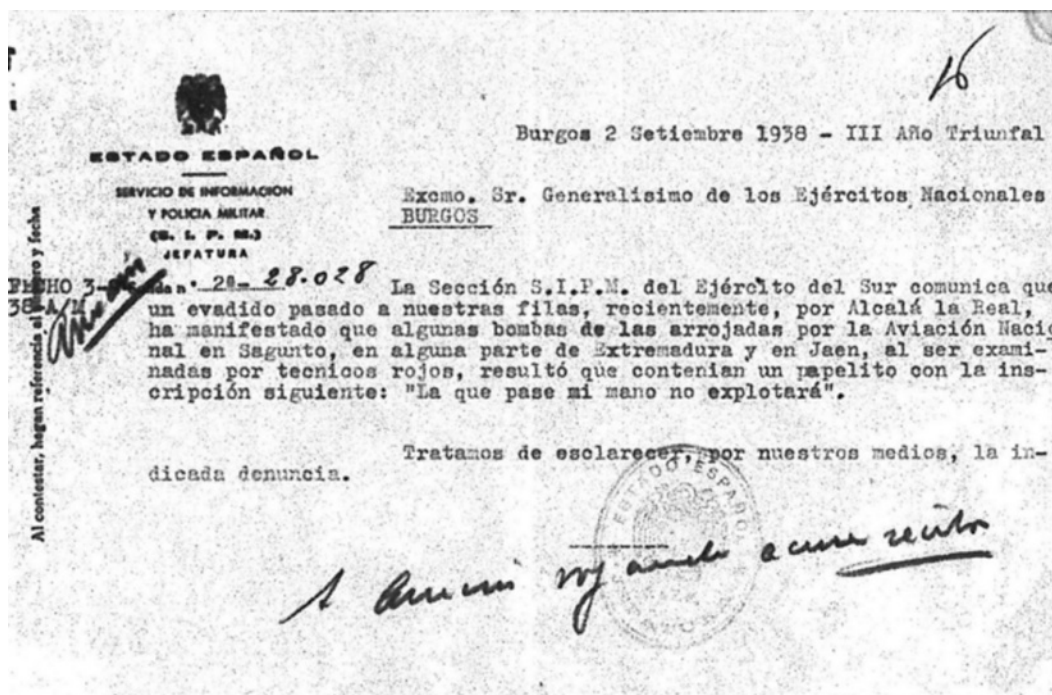 Burgos 2 Setiembre 1938 - III Año Triunfal
ESTADO ESPAÑOL
SERVICIO DE INFORMACIÓN
Y POLICIA MILITAR
(S. I. P. M.)
JEFATURA
Excmo. Sr. Generalisimo de los Ejércitos Nacionales
BURGOS
28.028
La Sección S.I.P.M. del Ejército del Sur comunica que
un evadido pasado a nuestras filas, recientemente, por Alcalá la Real,
ha manifestado que algunas bombas de las arrojadas por la Aviación Nacio
nal en Sagunto, en alguna parte de Extremadura y en Jaen, al ser exami-
nadas por tecnicos rojos, resultó que contenian un papelito con la ins-
cripción siguiente: "La que pase mi mano no explotará".
Tratamos de esclarecer, por nuestros medios, la in-
dicada denuncia.
Al contestar, hagan referencia al número y fecha
ESTADO ESPAÑO